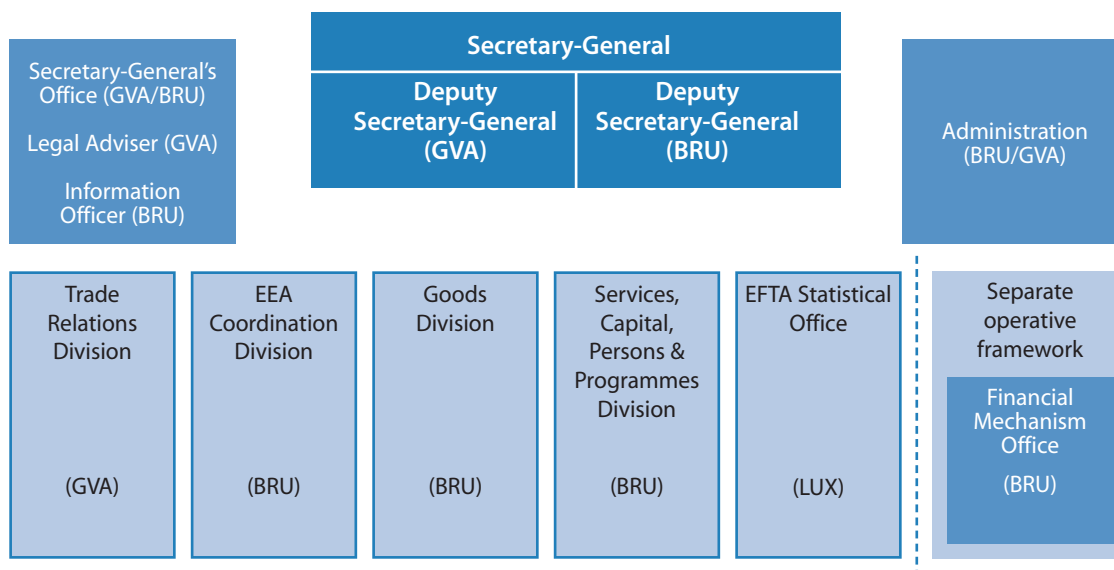 Secretary-General's
Office (GVA/BRU)
Legal Adviser (GVA)
Information
Officer (BRU)
Secretary-General
Deputy
Secretary-General
(GVA)
Deputy
Secretary-General
(BRU)
Administration
(BRU/GVA)
Trade
Relations
Division
(GVA)
EEA
Coordination
Division
(BRU)
Goods
Division
(BRU)
Services,
Capital,
Persons &
Programmes
Division
(BRU)
EFTA Statistical
Office
(LUX)
Separate
operative
framework
Financial
Mechanism
Office
(BRU)